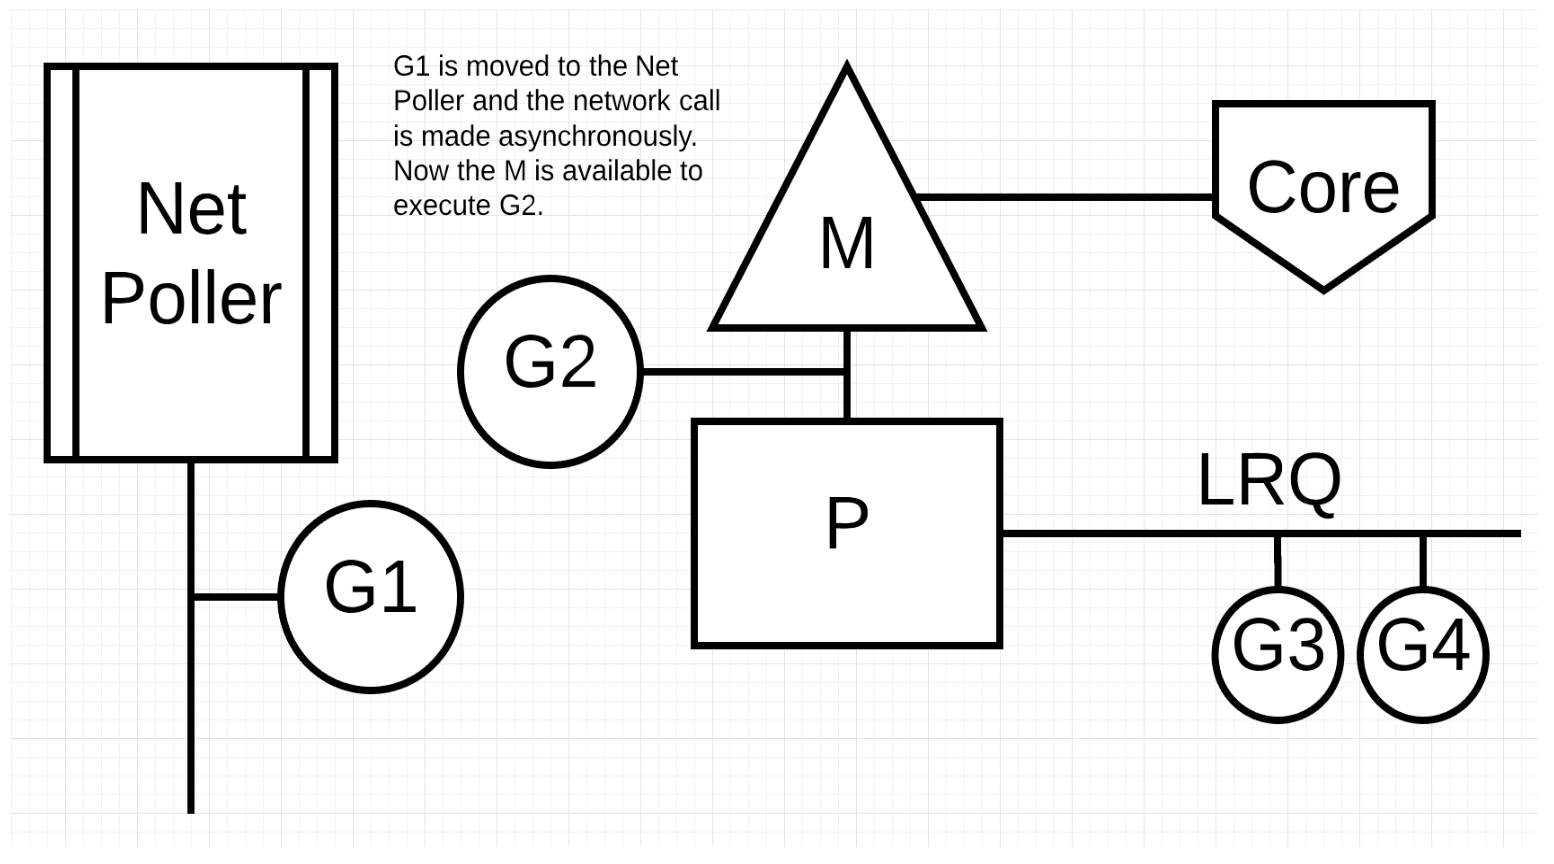 Net
Poller
G1 is moved to the Net
Poller and the network call
is made asynchronously.
Now the M is available to
execute G2.
M
Core
G2
P
LRQ
G1
G3
G4